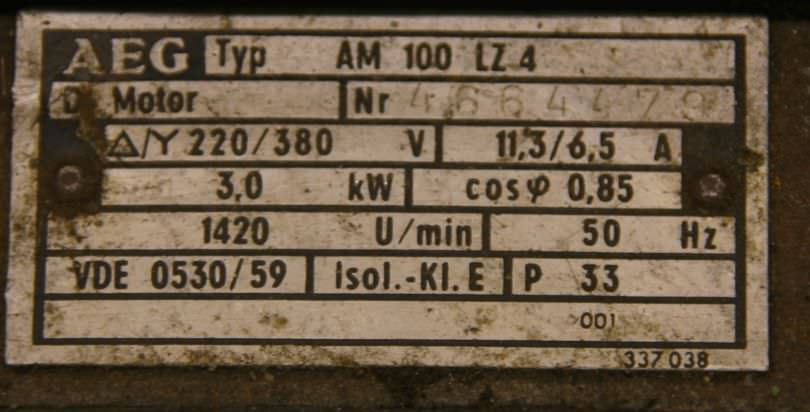 AEG Typ AM 100 LZ 4
D Motor Nr 4664479
△/Y 220/380 V 11,3/6,5 A
3,0 kW cosφ 0,85
1420 U/min 50 Hz
VDE 0530/59 Isol.-Kl. E P 33
001
337 038